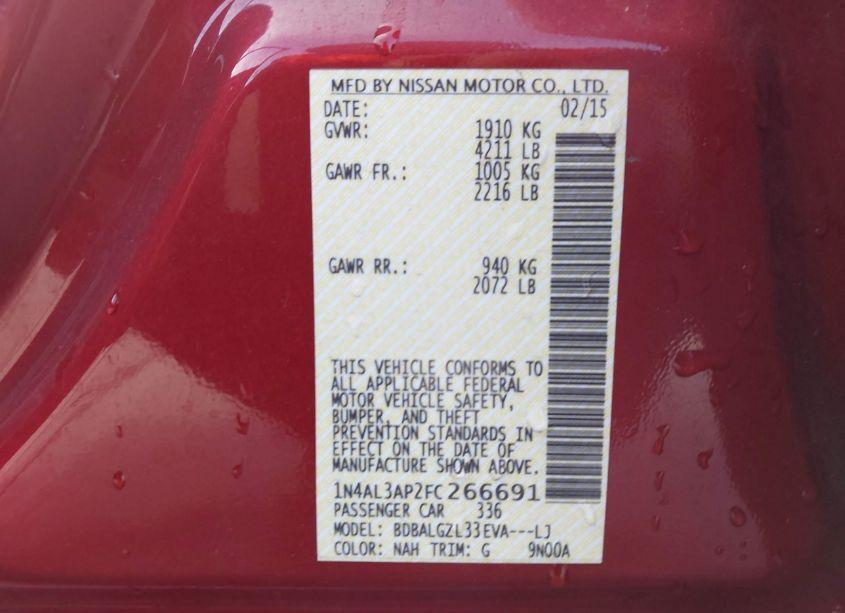 MFD BY NISSAN MOTOR CO., LTD.
DATE: 02/15
GVWR: 1910 KG
4211 LB
GAWR FR.: 1005 KG
2216 LB
GAWR RR.: 940 KG
2072 LB
THIS VEHICLE CONFORMS TO
ALL APPLICABLE FEDERAL
MOTOR VEHICLE SAFETY,
BUMPER, AND THEFT
PREVENTION STANDARDS IN
EFFECT ON THE DATE OF
MANUFACTURE SHOWN ABOVE.
1N4AL3AP2FC266691
PASSENGER CAR 336
MODEL: BDBALGZL33EVA---LJ
COLOR: NAH TRIM: G 9N00A